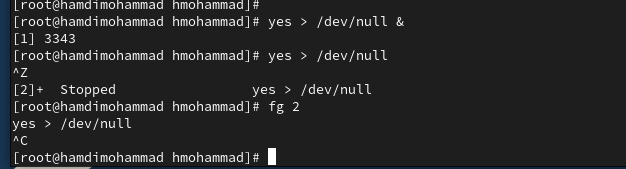 [root@hamdimohammad hmohammad]#
[root@hamdimohammad hmohammad]# yes > /dev/null &
[1] 3343
[root@hamdimohammad hmohammad]# yes > /dev/null
^Z
[2]+  Stopped                 yes > /dev/null
[root@hamdimohammad hmohammad]# fg 2
yes > /dev/null
^C
[root@hamdimohammad hmohammad]#